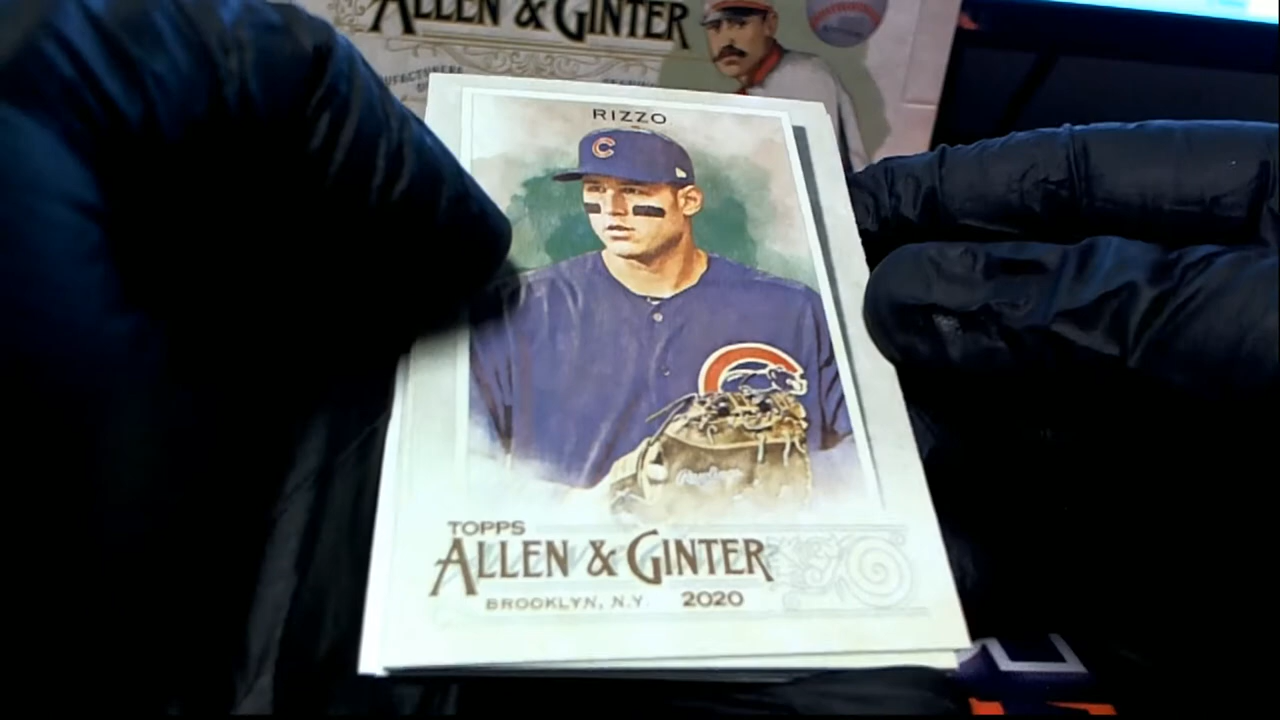 ALLEN & GINTER
RIZZO
C
TOPPS
ALLEN & GINTER
BROOKLYN, N.Y. 2020